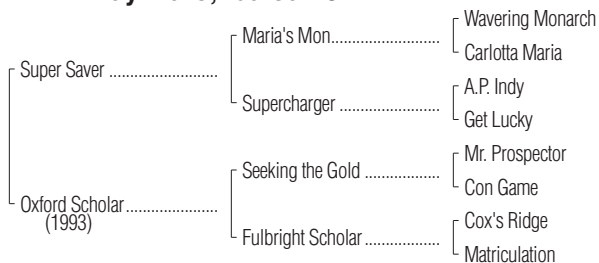 Wavering Monarch
Maria's Mon............................
Carlotta Maria
Super Saver ............................
A.P. Indy
Supercharger ..........................
Get Lucky
Mr. Prospector
Seeking the Gold ....................
Con Game
Oxford Scholar........................
(1993)
Cox's Ridge
Fulbright Scholar....................
Matriculation